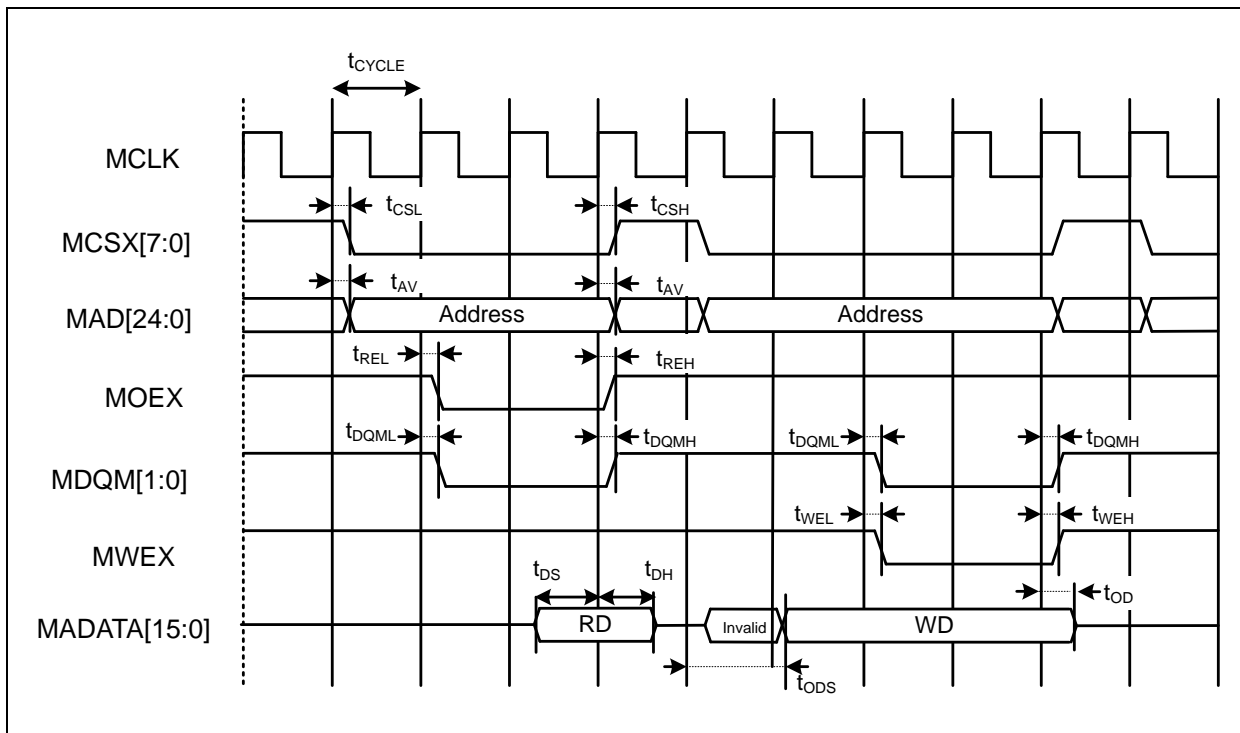 tCYCLE
MCLK
tCSL tCSH
MCSX[7:0]
tAV tAV
MAD[24:0] Address Address
tREL tREH
MOEX
tDQML tDQMH tDQML tDQMH
MDQM[1:0]
tWEL tWEH
MWEX
tDS tDH
tOD
MADATA[15:0] RD Invalid WD
tODS